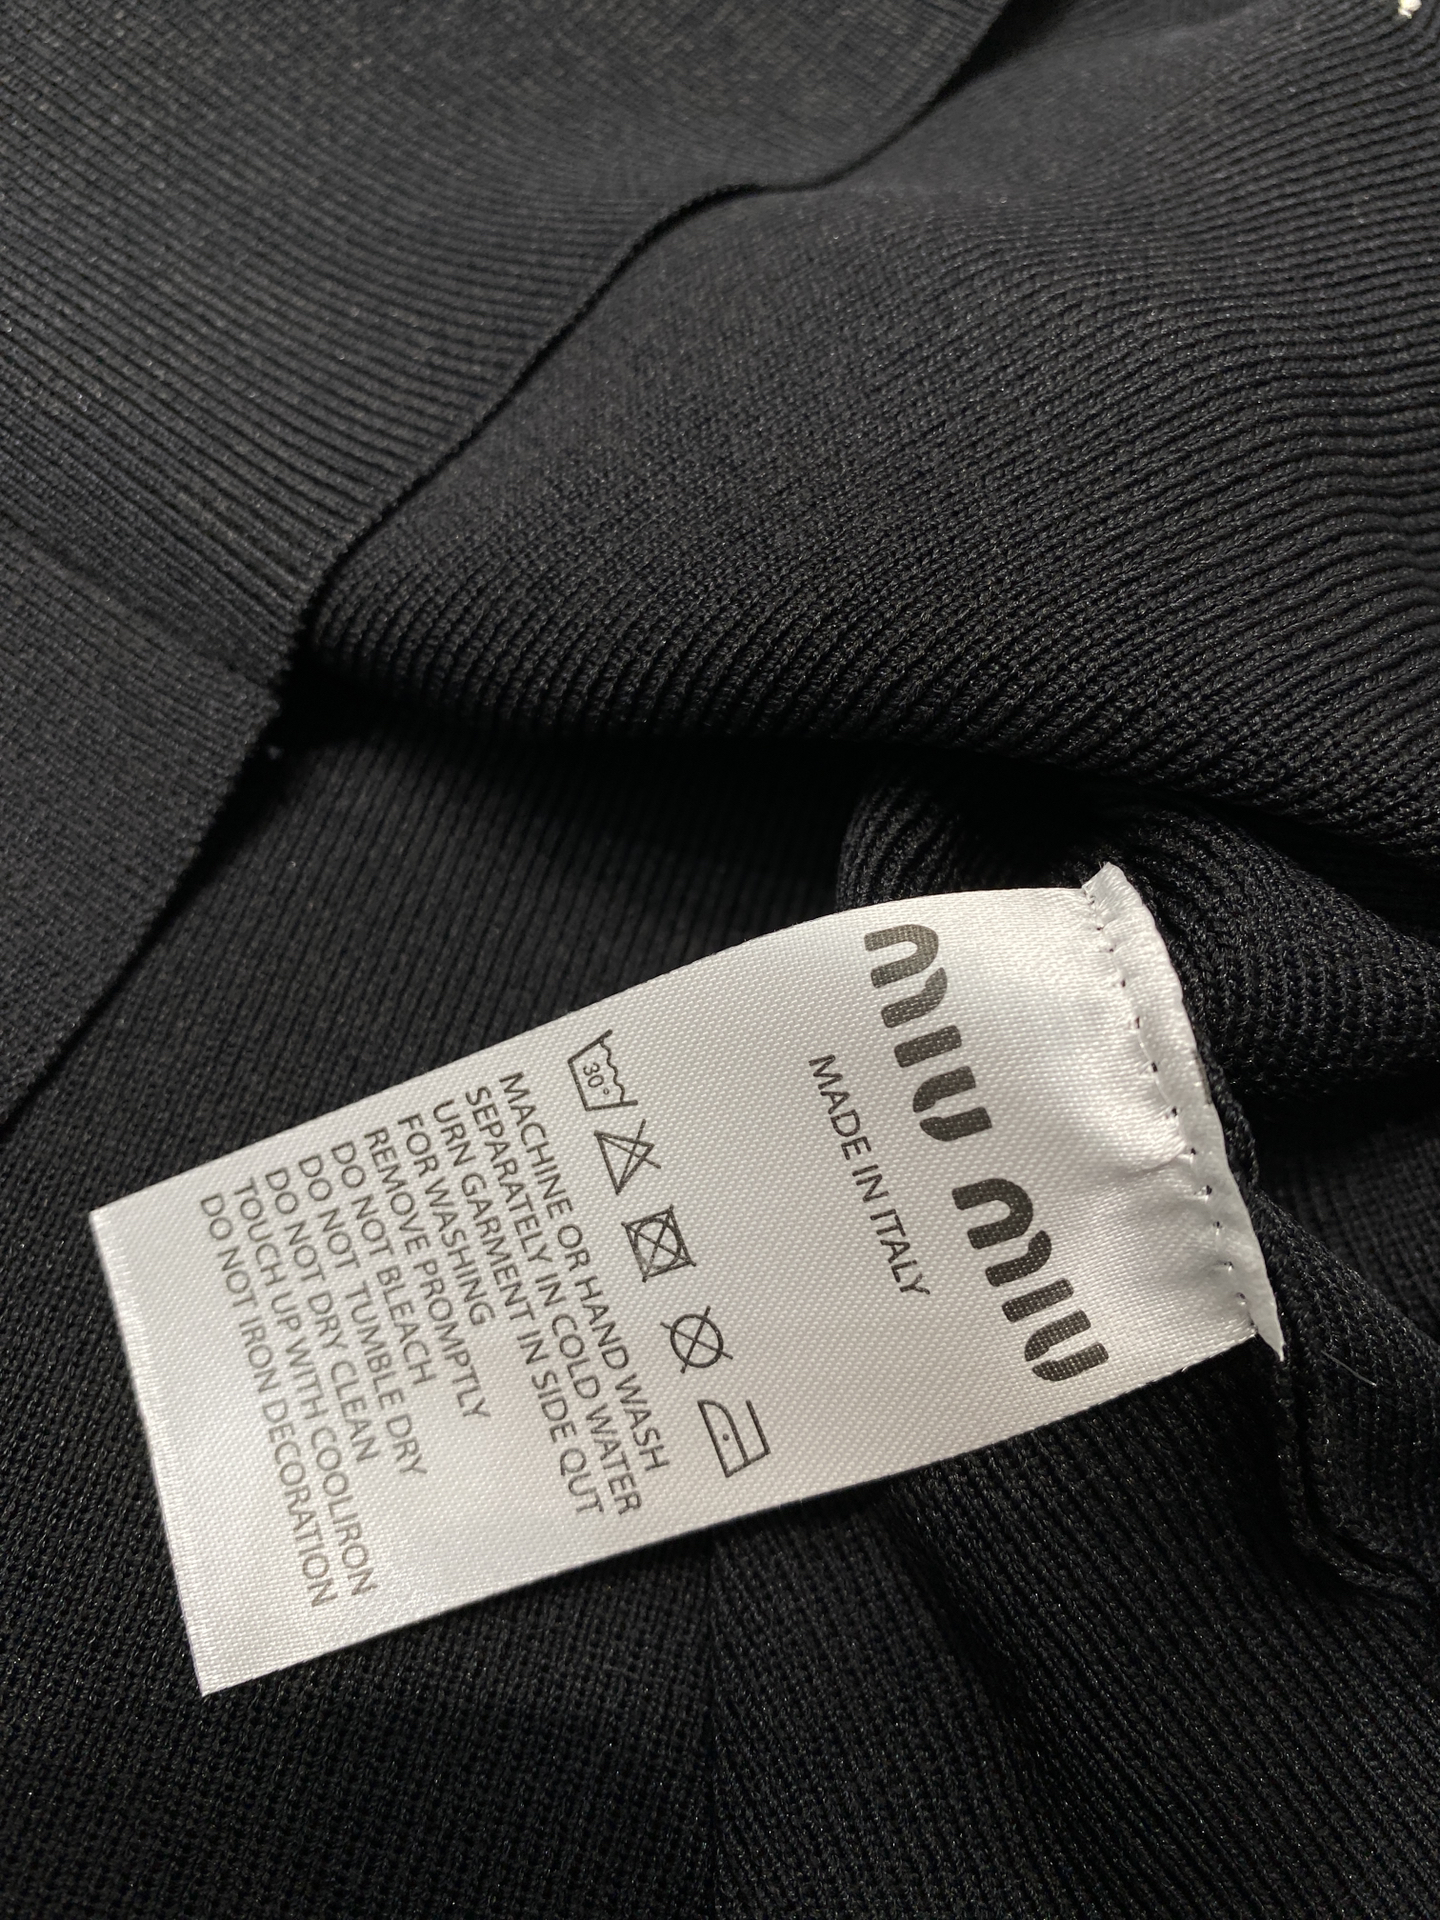 miu miu
MADE IN ITALY
30°
MACHINE OR HAND WASH
SEPARATELY IN COLD WATER
URN GARMENT IN SIDE QUT
FOR WASHING
REMOVE PROMPTLY
DO NOT BLEACH
DO NOT TUMBLE DRY
DO NOT DRY CLEAN
TOUCH UP WITH COOLIRON
DO NOT IRON DECORATION